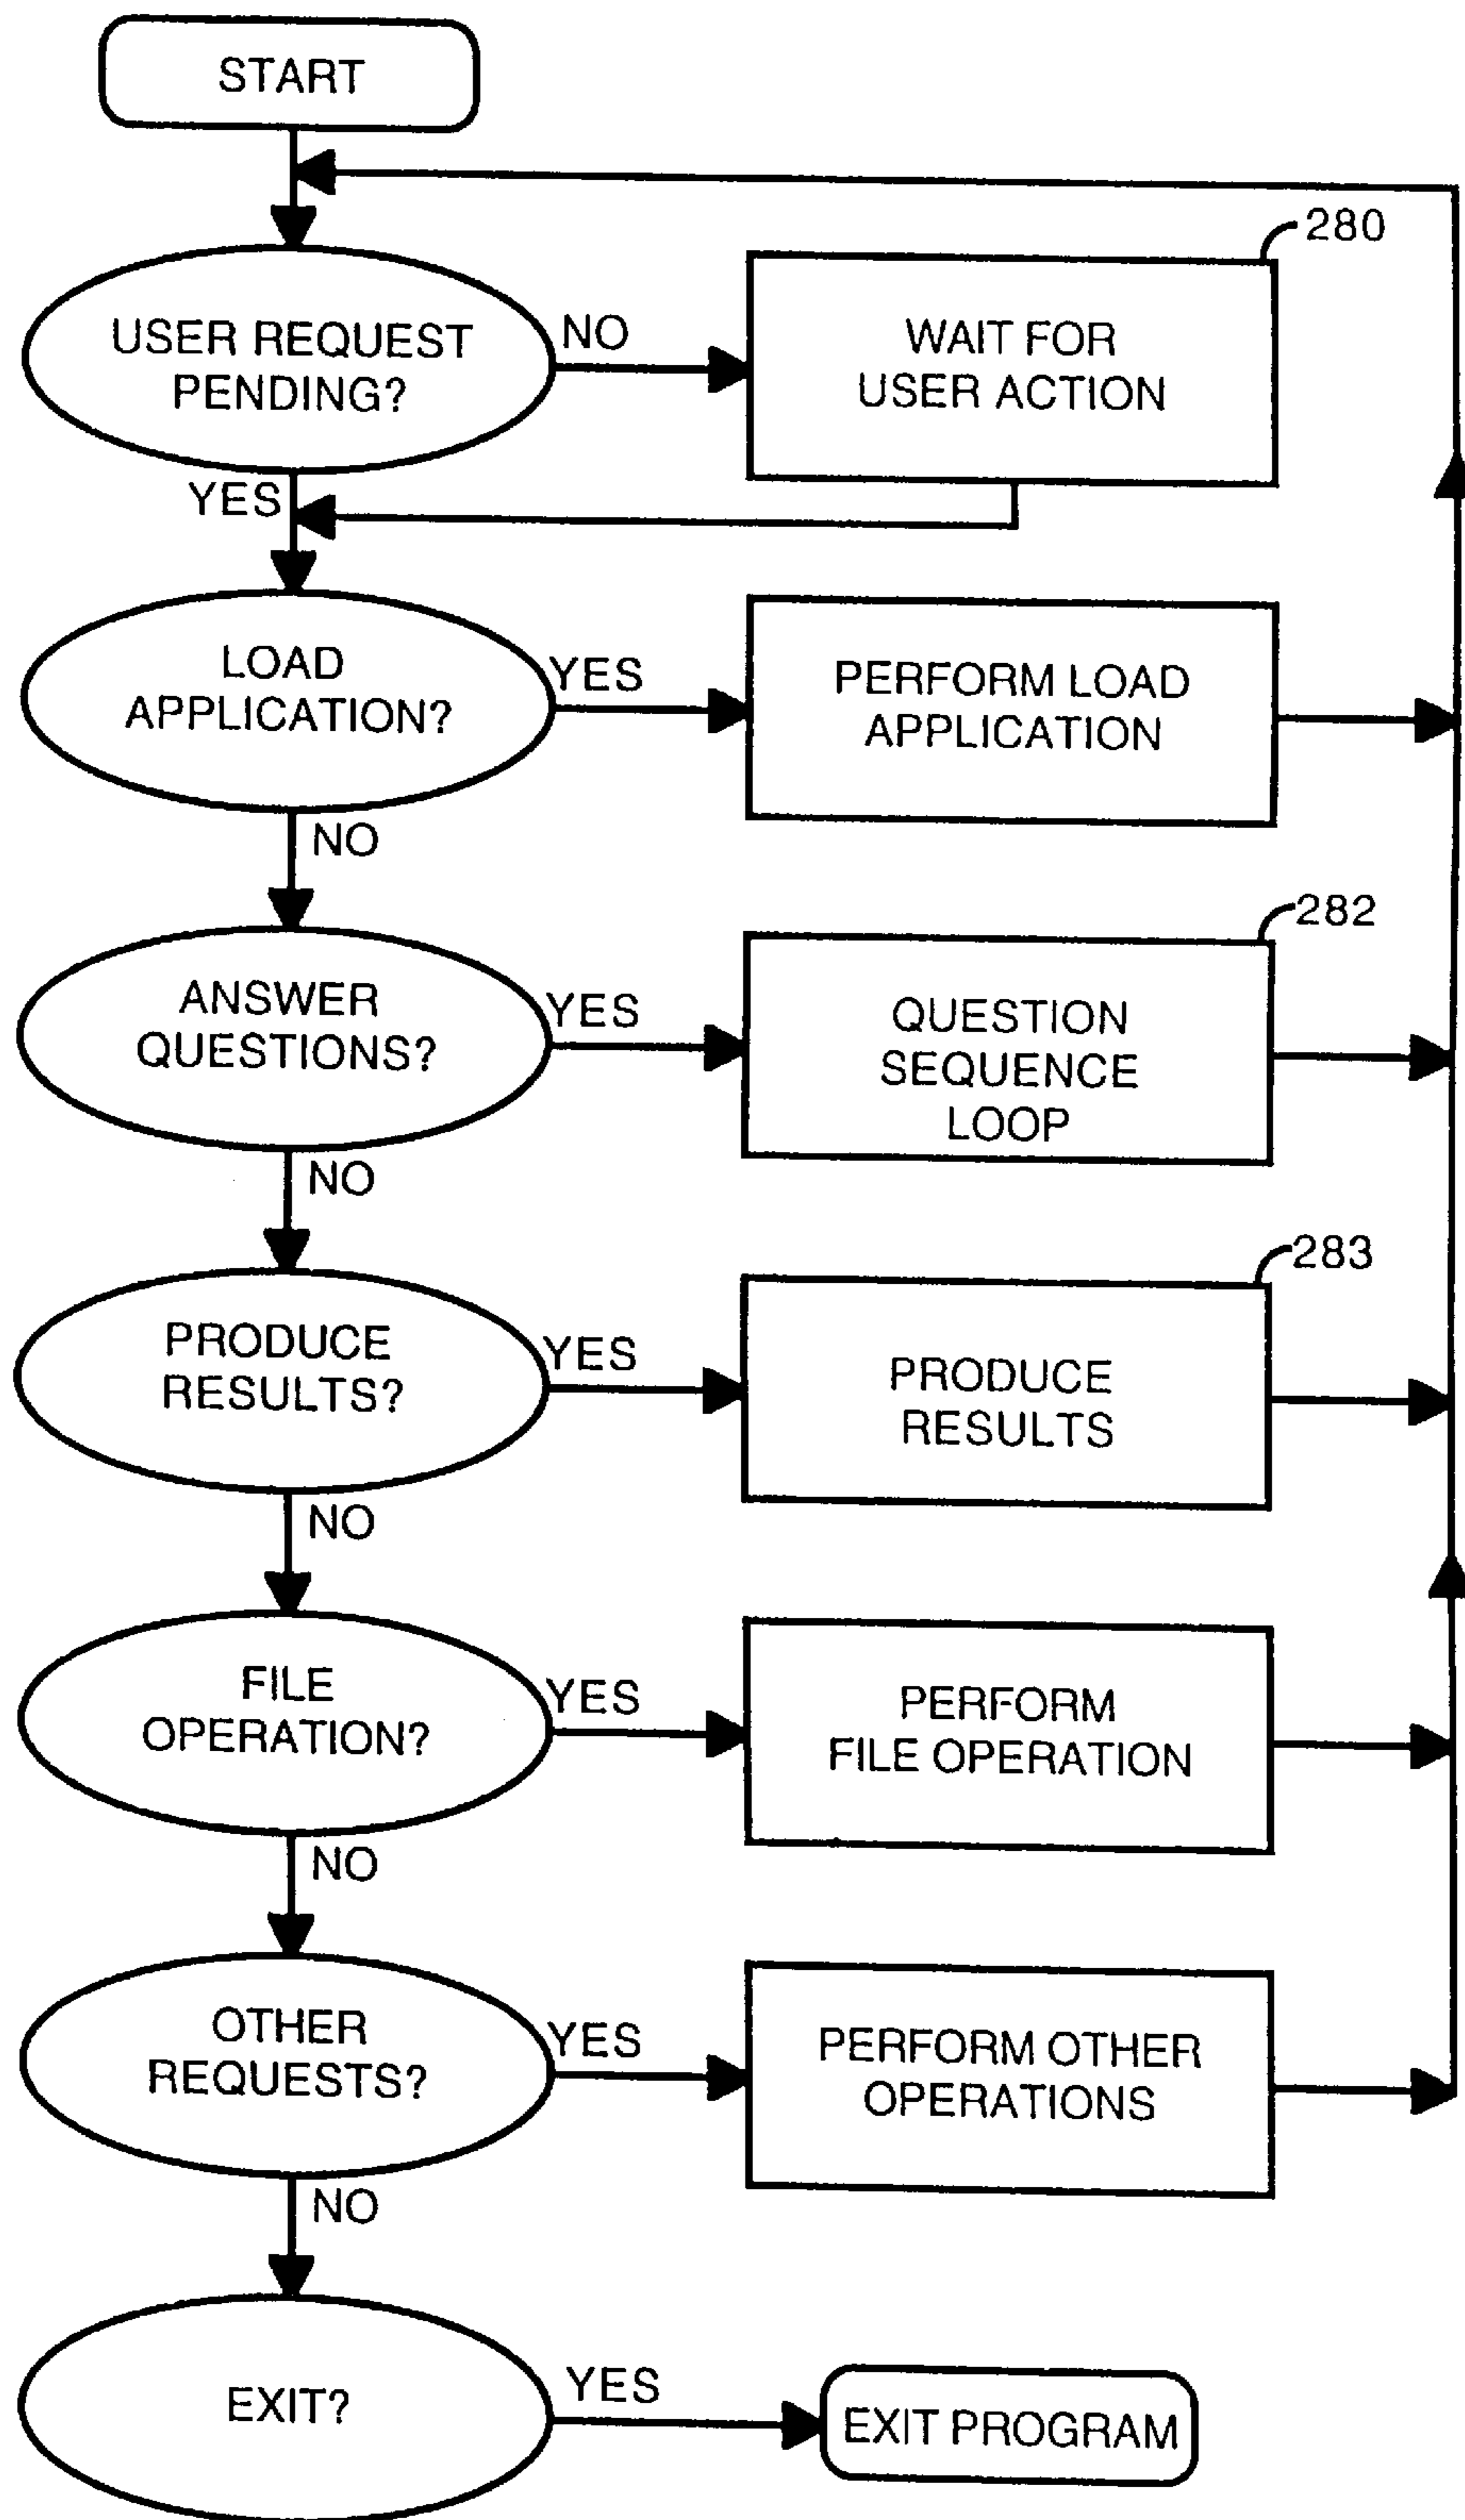 START
280
USER REQUEST
PENDING?
NO
WAIT FOR
USER ACTION
YES
LOAD
APPLICATION?
YES
PERFORM LOAD
APPLICATION
NO
282
ANSWER
QUESTIONS?
YES
QUESTION
SEQUENCE
LOOP
NO
283
PRODUCE
RESULTS?
YES
PRODUCE
RESULTS
NO
FILE
OPERATION?
YES
PERFORM
FILE OPERATION
NO
OTHER
REQUESTS?
YES
PERFORM OTHER
OPERATIONS
NO
EXIT?
YES
EXIT PROGRAM